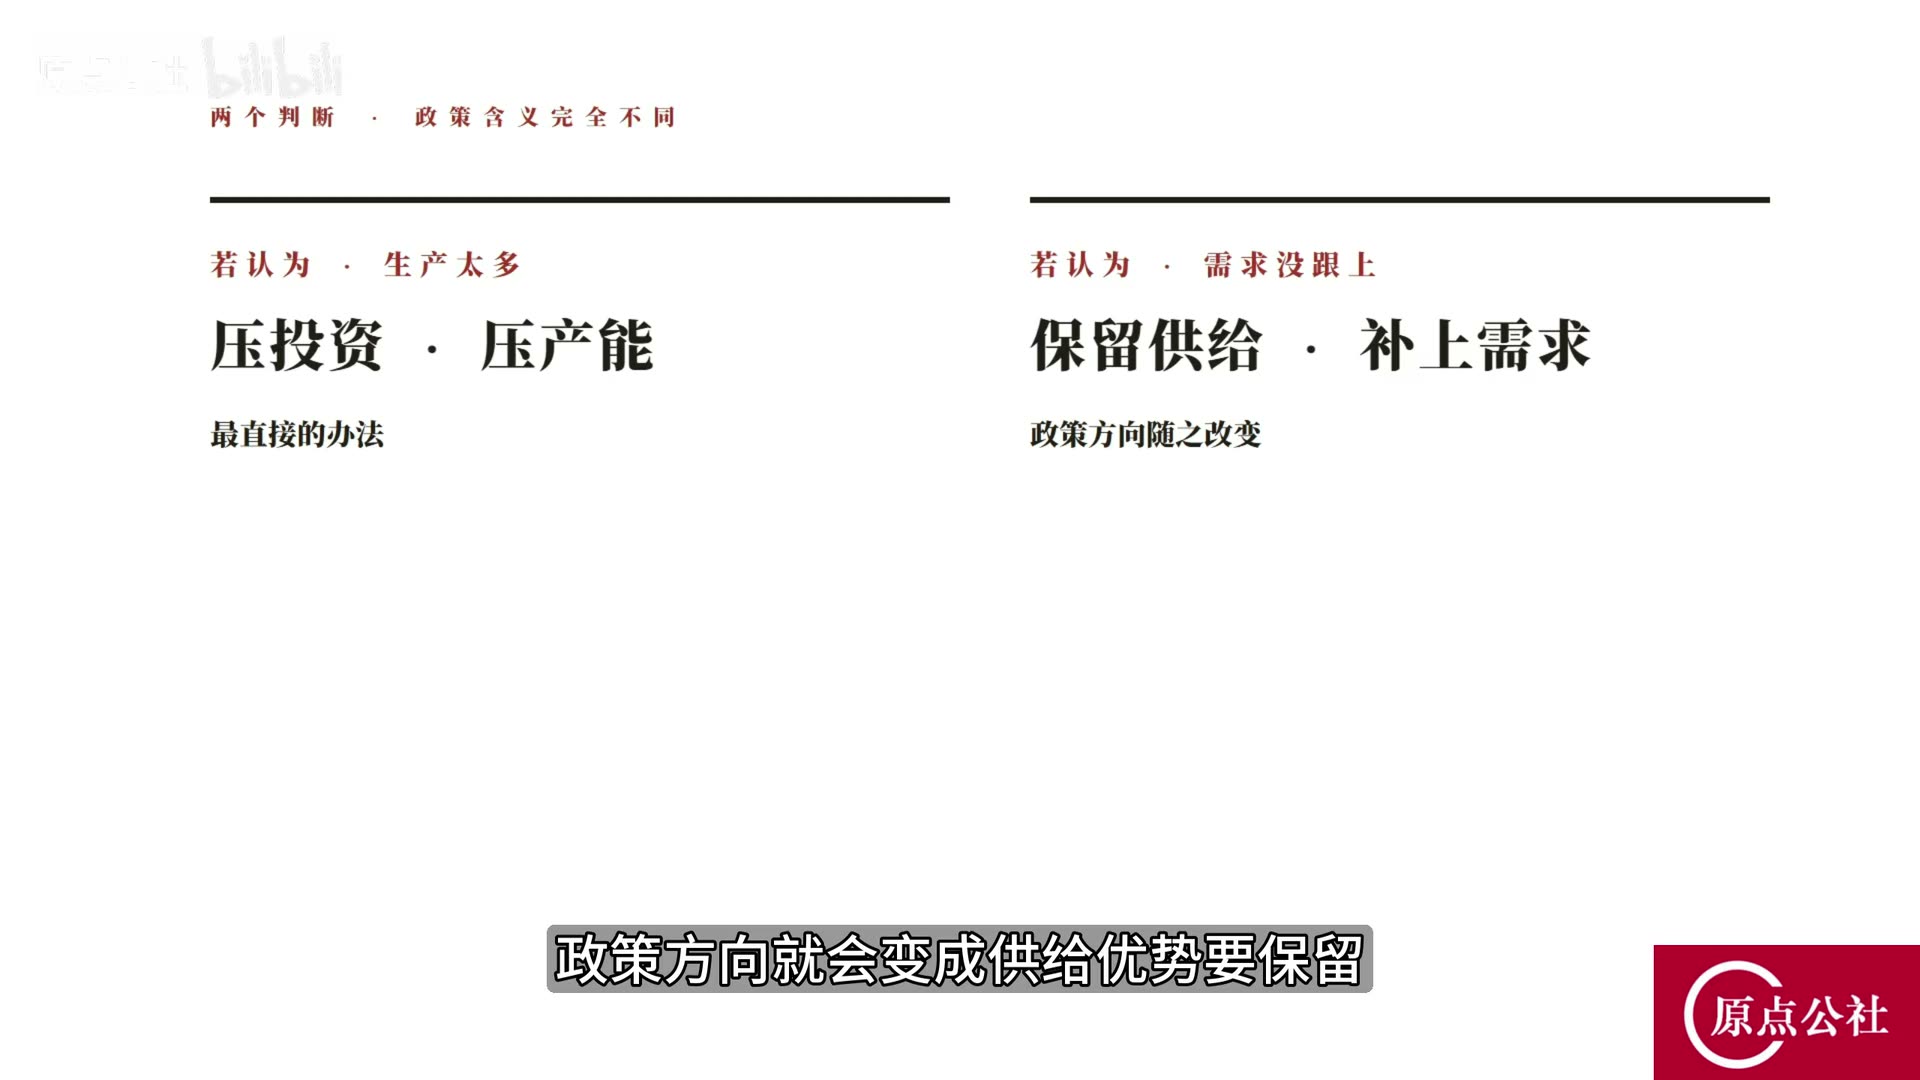 bilibili
两个判断 · 政策含义完全不同
若认为 · 生产太多
压投资 · 压产能
最直接的办法
若认为 · 需求没跟上
保留供给 · 补上需求
政策方向随之改变
政策方向就会变成供给优势要保留
原点公社